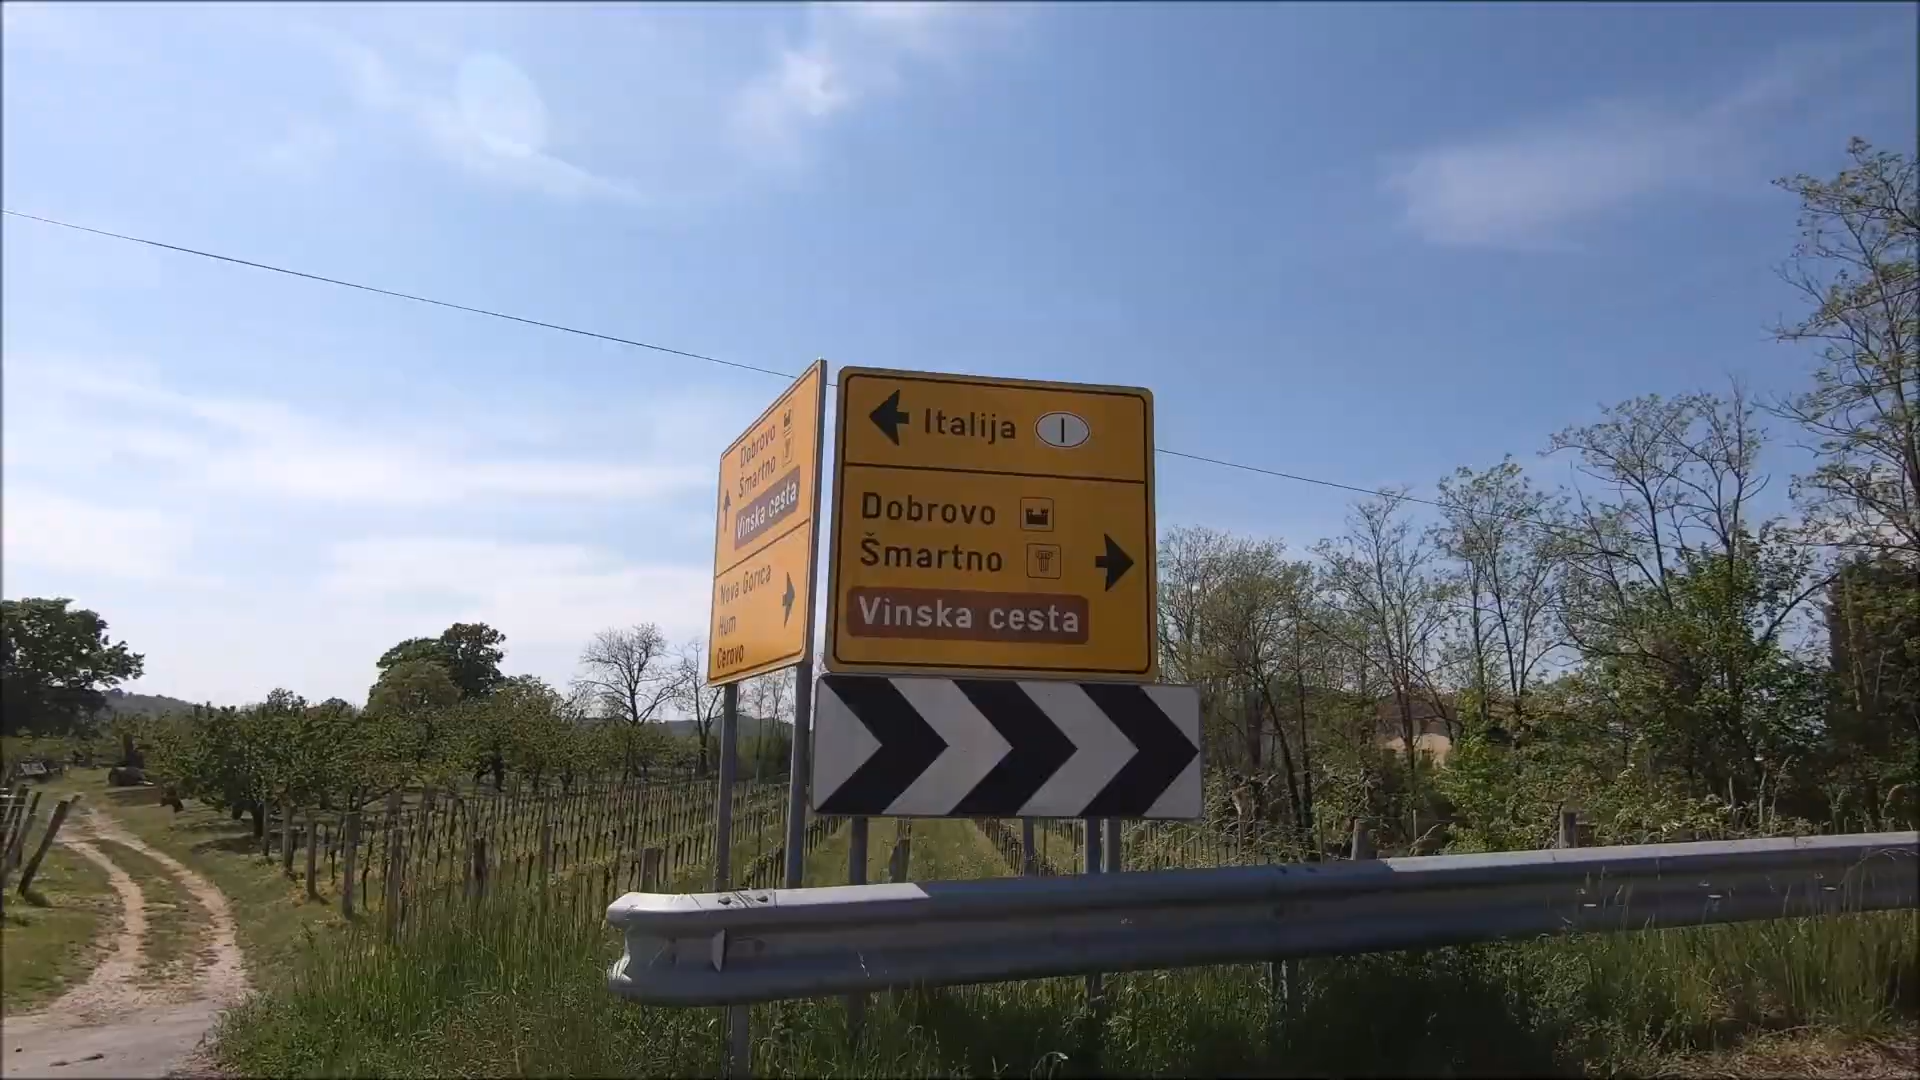 Dobrovo
Šmartno
Vinska cesta
Nova Gorica
Hum
Cerovo
Italija I
Dobrovo
Šmartno
Vinska cesta